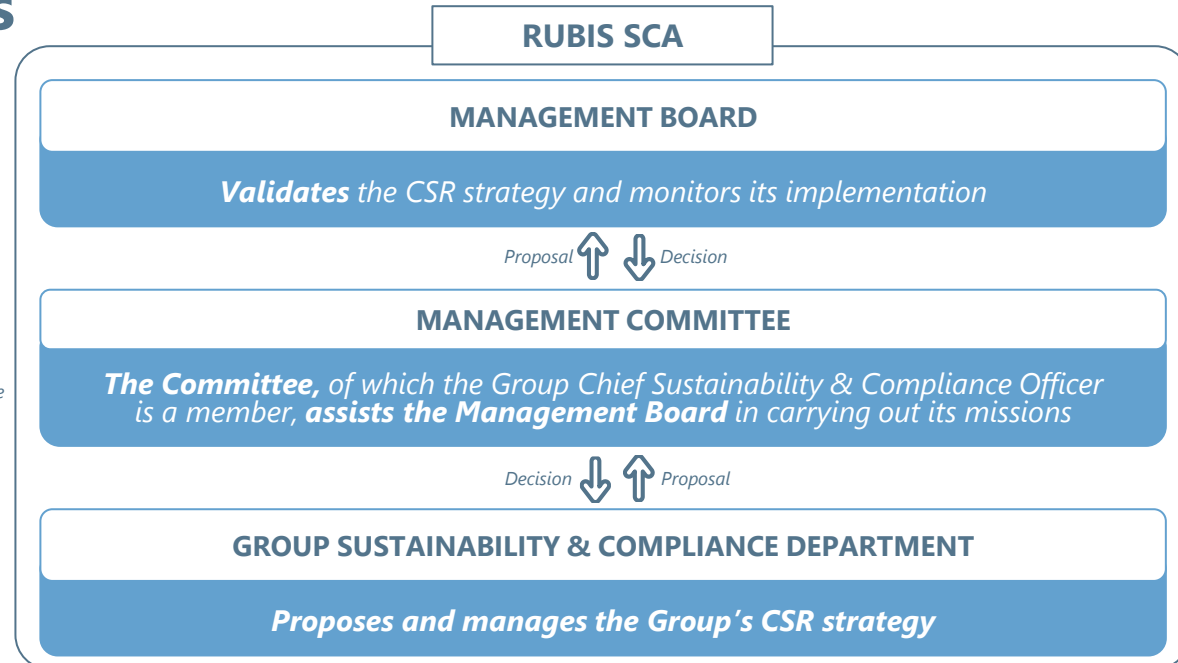 s
RUBIS SCA
MANAGEMENT BOARD
Validates the CSR strategy and monitors its implementation
Proposal Decision
MANAGEMENT COMMITTEE
e
The Committee, of which the Group Chief Sustainability & Compliance Officer
is a member, assists the Management Board in carrying out its missions
Decision Proposal
GROUP SUSTAINABILITY & COMPLIANCE DEPARTMENT
Proposes and manages the Group's CSR strategy